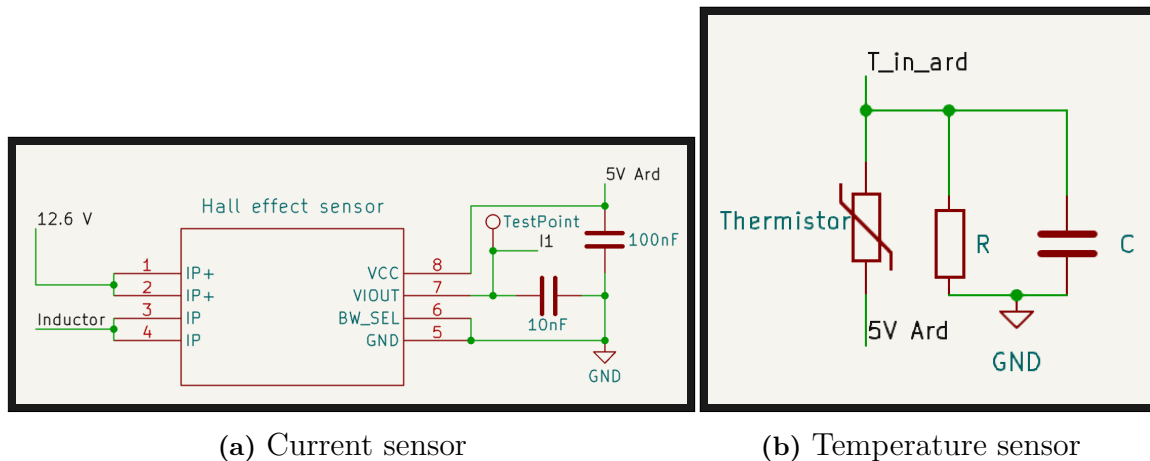 5V Ard
12.6 V
Hall effect sensor
TestPoint
I1
100nF
1
IP+
VCC
8
2
IP+
VIOUT
7
3
IP
BW_SEL
6
10nF
Inductor
4
IP
GND
5
GND
(a) Current sensor
T_in_ard
Thermistor
R
C
5V Ard
GND
(b) Temperature sensor